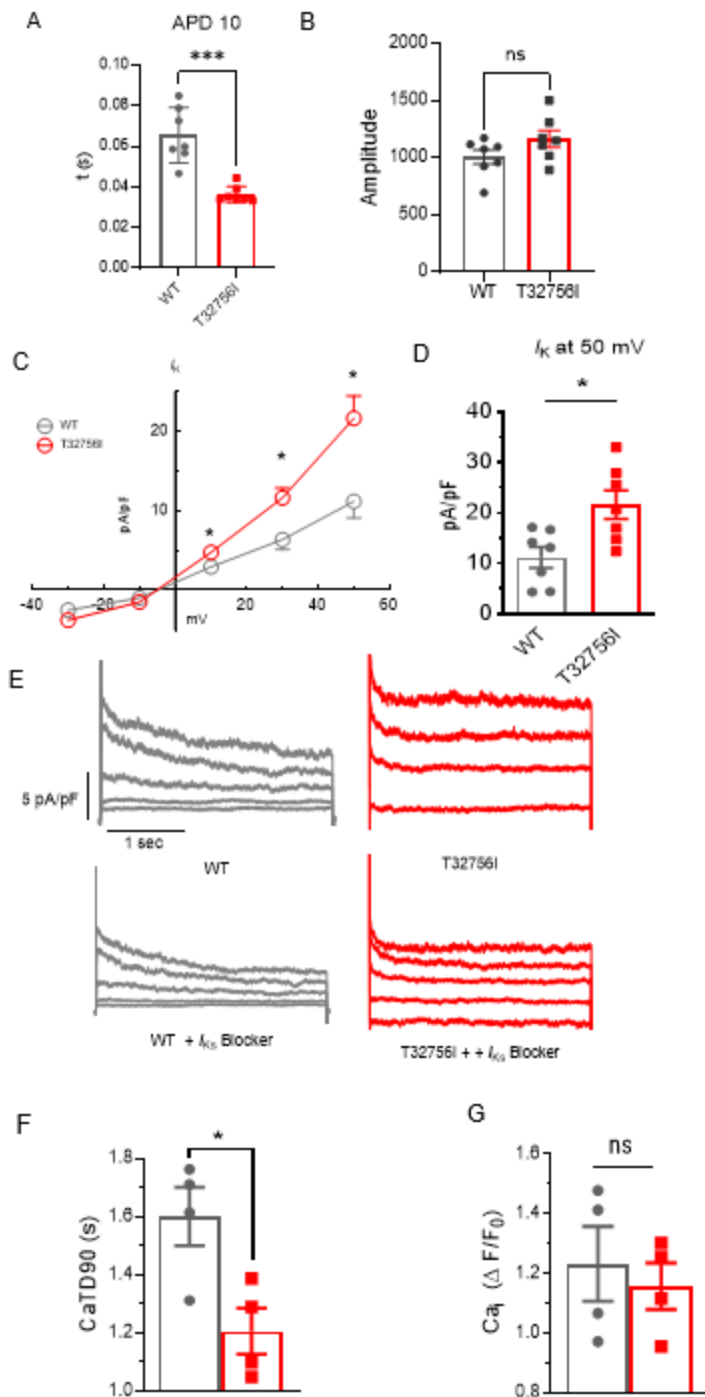 A
APD 10
***
0.10
0.08
0.06
0.04
0.02
0.00
t (s)
WT
T32756I
B
ns
2000
1500
1000
500
0
Amplitude
WT
T32756I
C
IK
WT
T32756I
20
10
pA/pF
-40
-20
20
40
60
mV
*
*
*
D
IK at 50 mV
*
40
30
20
10
0
pA/pF
WT
T32756I
E
5 pA/pF
1 sec
WT
T32756I
WT + IKs Blocker
T32756I + + IKs Blocker
F
*
1.8
1.6
1.4
1.2
1.0
CaTD90 (s)
G
ns
1.6
1.4
1.2
1.0
0.8
Cai (Δ F/F0)